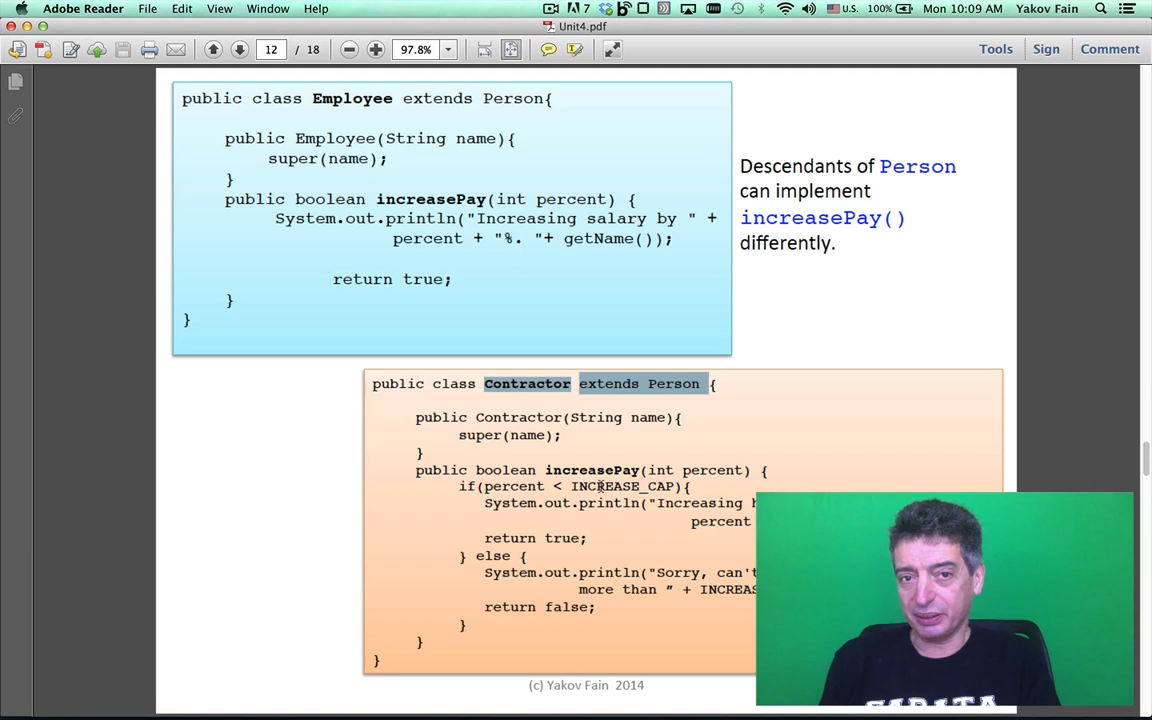 Adobe Reader File Edit View Window Help
7 U.S. 100% Mon 10:09 AM Yakov Fain
Unit4.pdf
12 / 18 97.8% Tools Sign Comment
public class Employee extends Person{
public Employee(String name){
super(name);
}
public boolean increasePay(int percent) {
System.out.println("Increasing salary by " +
percent + "%. "+ getName());
return true;
}
}
Descendants of Person
can implement
increasePay()
differently.
public class Contractor extends Person {
public Contractor(String name){
super(name);
}
public boolean increasePay(int percent) {
if(percent < INCREASE_CAP){
System.out.println("Increasing h
percent
return true;
} else {
System.out.println("Sorry, can't
more than ” + INCREAS
return false;
}
}
}
(c) Yakov Fain 2014